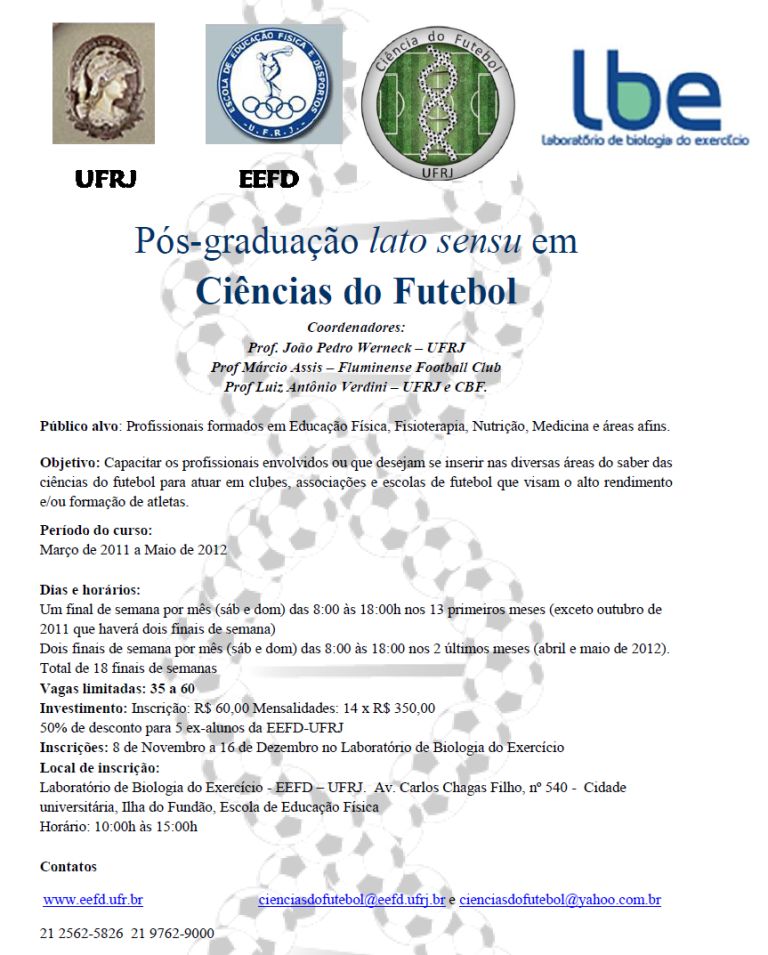 ESCOLA DE EDUCAÇÃO FÍSICA E DESPORTOS
- U.F.R.J. -
Ciência do Futebol
UFRJ
lbe
laboratório de biologia do exercício
UFRJ
EEFD
Pós-graduação lato sensu em
Ciências do Futebol
Coordenadores:
Prof. João Pedro Werneck – UFRJ
Prof Márcio Assis – Fluminense Football Club
Prof Luiz Antônio Verdini – UFRJ e CBF.
Público alvo: Profissionais formados em Educação Física, Fisioterapia, Nutrição, Medicina e áreas afins.
Objetivo: Capacitar os profissionais envolvidos ou que desejam se inserir nas diversas áreas do saber das
ciências do futebol para atuar em clubes, associações e escolas de futebol que visam o alto rendimento
e/ou formação de atletas.
Período do curso:
Março de 2011 a Maio de 2012
Dias e horários:
Um final de semana por mês (sáb e dom) das 8:00 às 18:00h nos 13 primeiros meses (exceto outubro de
2011 que haverá dois finais de semana)
Dois finais de semana por mês (sáb e dom) das 8:00 às 18:00 nos 2 últimos meses (abril e maio de 2012).
Total de 18 finais de semanas
Vagas limitadas: 35 a 60
Investimento: Inscrição: R$ 60,00 Mensalidades: 14 x R$ 350,00
50% de desconto para 5 ex-alunos da EEFD-UFRJ
Inscrições: 8 de Novembro a 16 de Dezembro no Laboratório de Biologia do Exercício
Local de inscrição:
Laboratório de Biologia do Exercício - EEFD – UFRJ. Av. Carlos Chagas Filho, nº 540 - Cidade
universitária, Ilha do Fundão, Escola de Educação Física
Horário: 10:00h às 15:00h
Contatos
www.eefd.ufr.br cienciasdofutebol@eefd.ufrj.br e cienciasdofutebol@yahoo.com.br
21 2562-5826 21 9762-9000